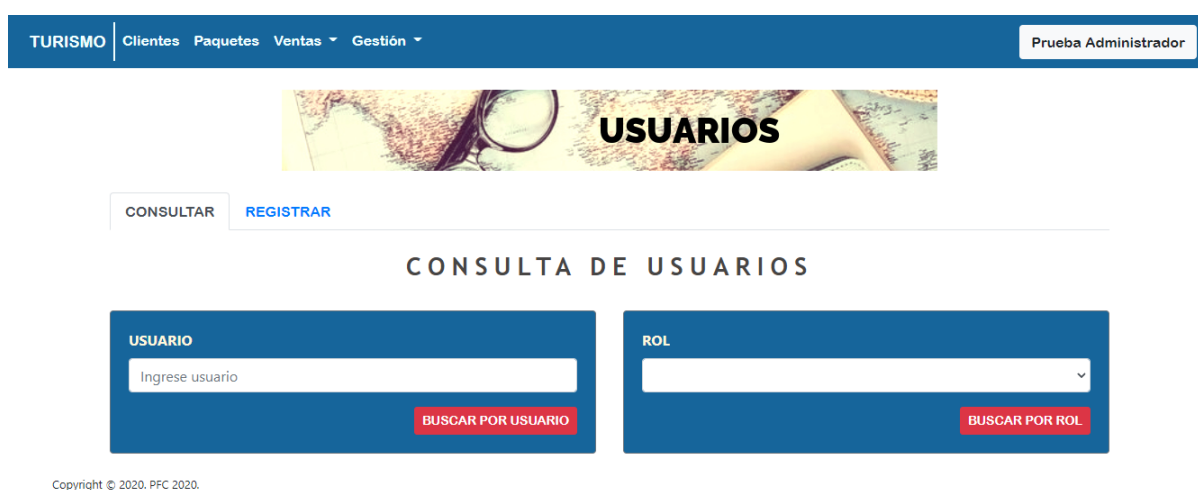 TURISMO Clientes Paquetes Ventas Gestión Prueba Administrador
USUARIOS
CONSULTAR REGISTRAR
CONSULTA DE USUARIOS
USUARIO
Ingrese usuario
BUSCAR POR USUARIO
ROL
BUSCAR POR ROL
Copyright © 2020. PFC 2020.